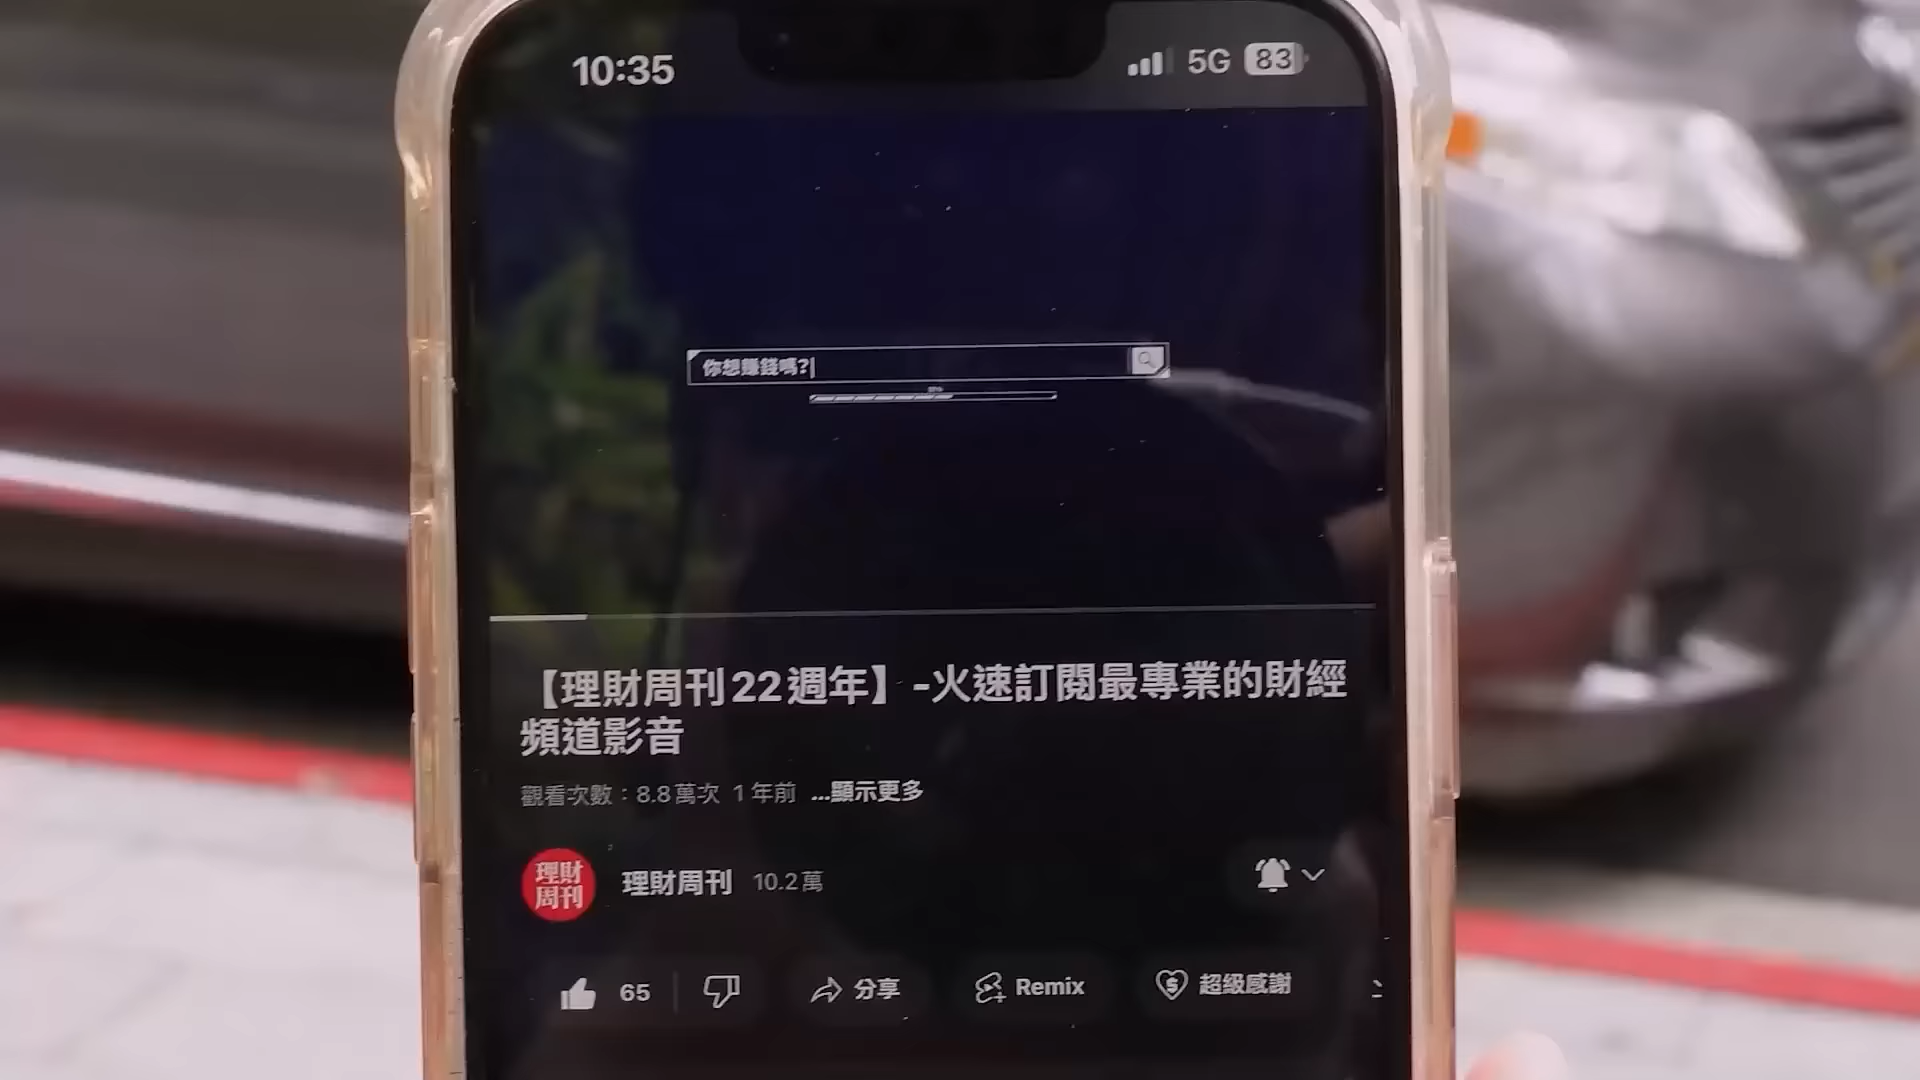 10:35
5G 83
你想賺錢嗎?
【理財周刊22週年】-火速訂閱最專業的財經
頻道影音
觀看次數：8.8萬次 1年前 ...顯示更多
理財
周刊
理財周刊 10.2萬
65 分享 Remix 超級感謝